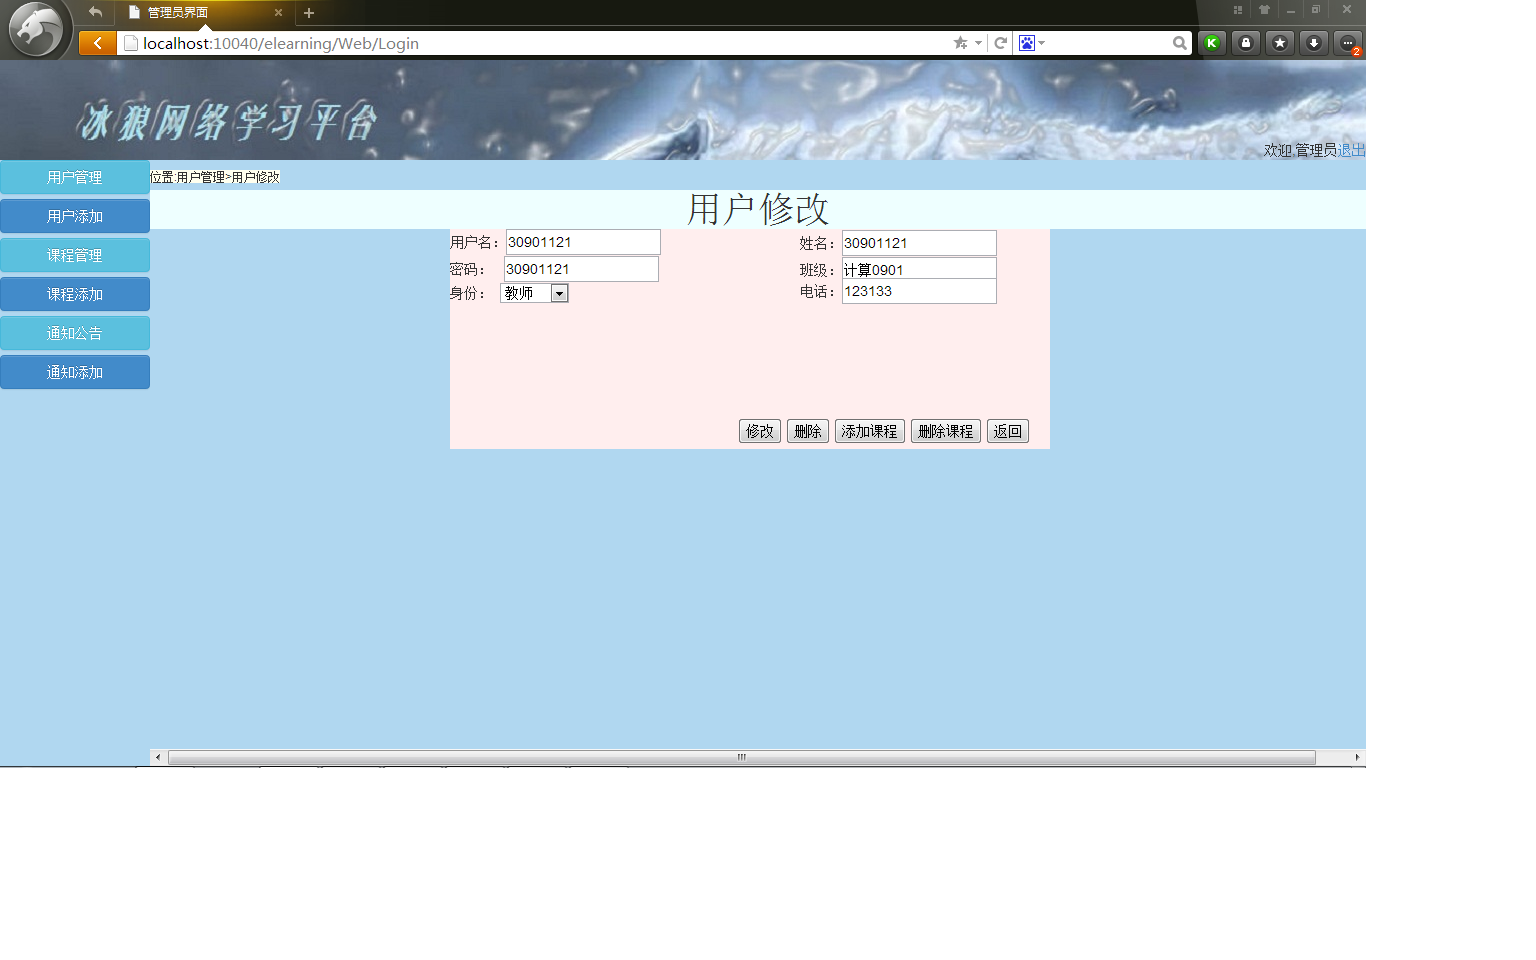 管理员界面
localhost:10040/elearning/Web/Login
2
冰狼网络学习平台
欢迎,管理员退出
用户管理
位置:用户管理>用户修改
用户添加
用户修改
课程管理
用户名：30901121
姓名：30901121
密码：30901121
班级：计算0901
身份：教师
电话：123133
课程添加
通知公告
通知添加
修改 删除 添加课程 删除课程 返回